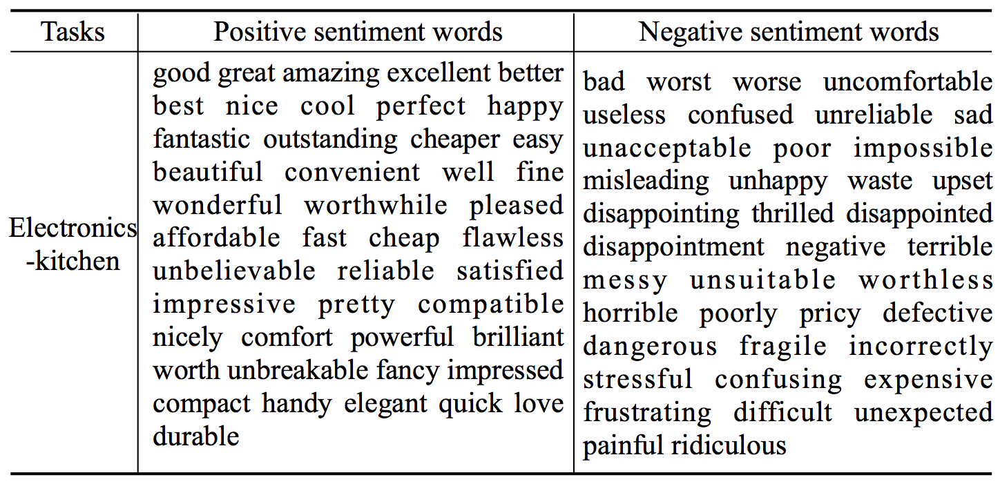 Tasks
Positive sentiment words
Negative sentiment words
Electronics
-kitchen
good great amazing excellent better
best nice cool perfect happy
fantastic outstanding cheaper easy
beautiful convenient well fine
wonderful worthwhile pleased
affordable fast cheap flawless
unbelievable reliable satisfied
impressive pretty compatible
nicely comfort powerful brilliant
worth unbreakable fancy impressed
compact handy elegant quick love
durable
bad worst worse uncomfortable
useless confused unreliable sad
unacceptable poor impossible
misleading unhappy waste upset
disappointing thrilled disappointed
disappointment negative terrible
messy unsuitable worthless
horrible poorly pricy defective
dangerous fragile incorrectly
stressful confusing expensive
frustrating difficult unexpected
painful ridiculous